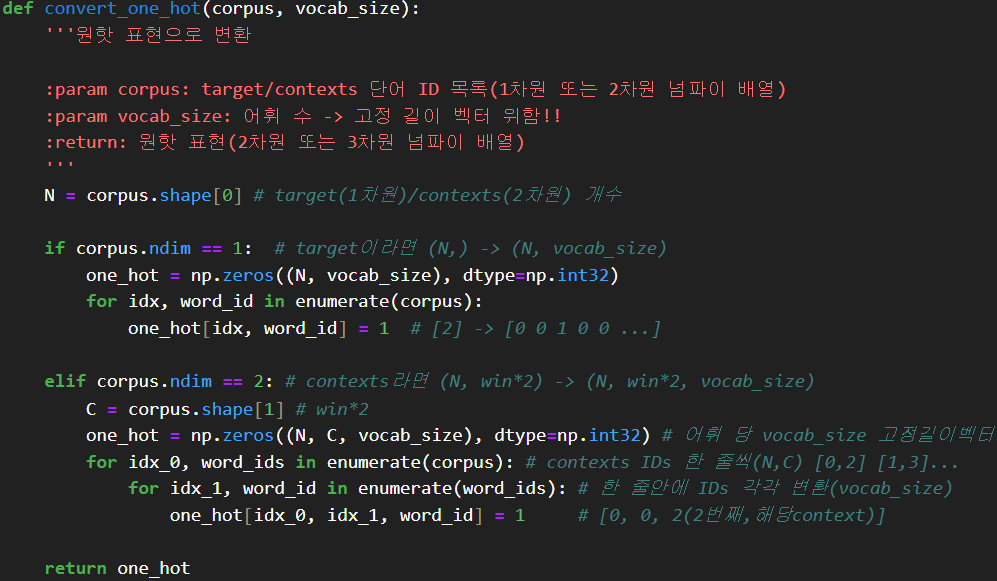 def convert_one_hot(corpus, vocab_size):
    '''원핫 표현으로 변환

    :param corpus: target/contexts 단어 ID 목록(1차원 또는 2차원 넘파이 배열)
    :param vocab_size: 어휘 수 -> 고정 길이 벡터 위함!!
    :return: 원핫 표현(2차원 또는 3차원 넘파이 배열)
    '''
    N = corpus.shape[0] # target(1차원)/contexts(2차원) 개수

    if corpus.ndim == 1:  # target이라면 (N,) -> (N, vocab_size)
        one_hot = np.zeros((N, vocab_size), dtype=np.int32)
        for idx, word_id in enumerate(corpus):
            one_hot[idx, word_id] = 1  # [2] -> [0 0 1 0 0 ...]

    elif corpus.ndim == 2: # contexts라면 (N, win*2) -> (N, win*2, vocab_size)
        C = corpus.shape[1] # win*2
        one_hot = np.zeros((N, C, vocab_size), dtype=np.int32) # 어휘 당 vocab_size 고정길이벡터
        for idx_0, word_ids in enumerate(corpus): # contexts IDs 한 줄씩(N,C) [0,2] [1,3]...
            for idx_1, word_id in enumerate(word_ids): # 한 줄안에 IDs 각각 변환(vocab_size)
                one_hot[idx_0, idx_1, word_id] = 1     # [0, 0, 2(2번째,해당context)]

    return one_hot